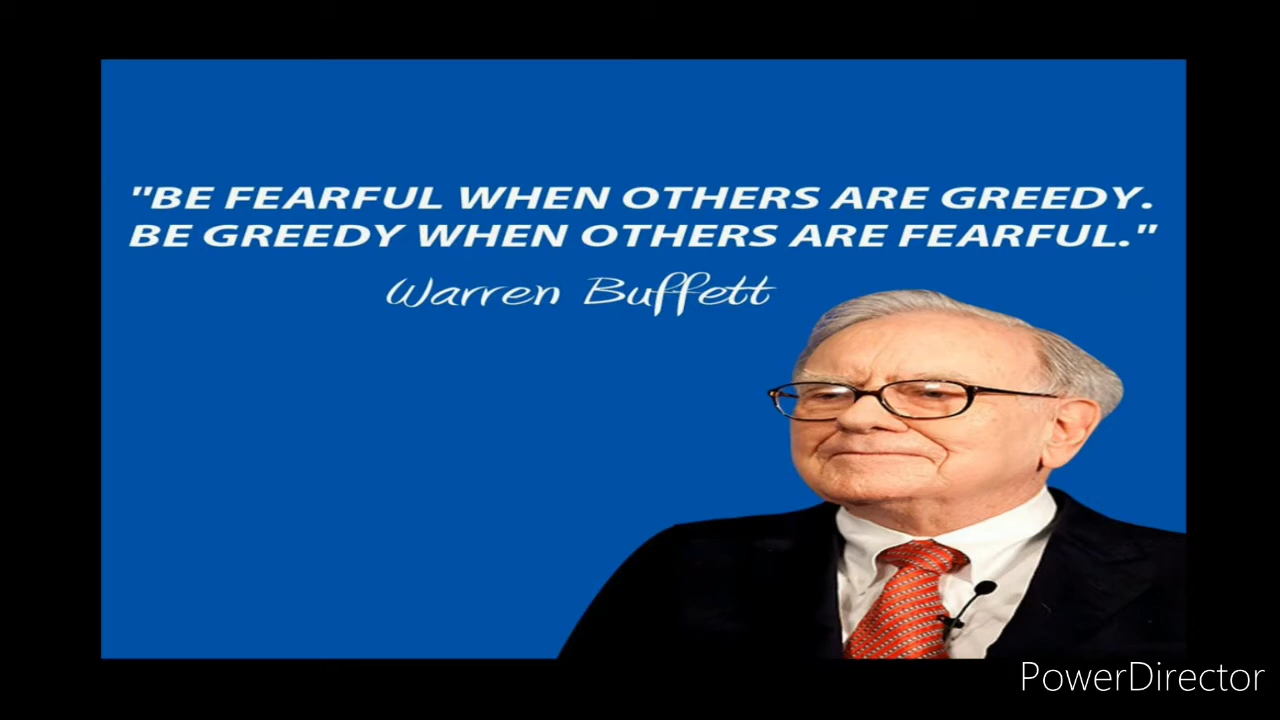 "BE FEARFUL WHEN OTHERS ARE GREEDY.
BE GREEDY WHEN OTHERS ARE FEARFUL."
Warren Buffett
PowerDirector